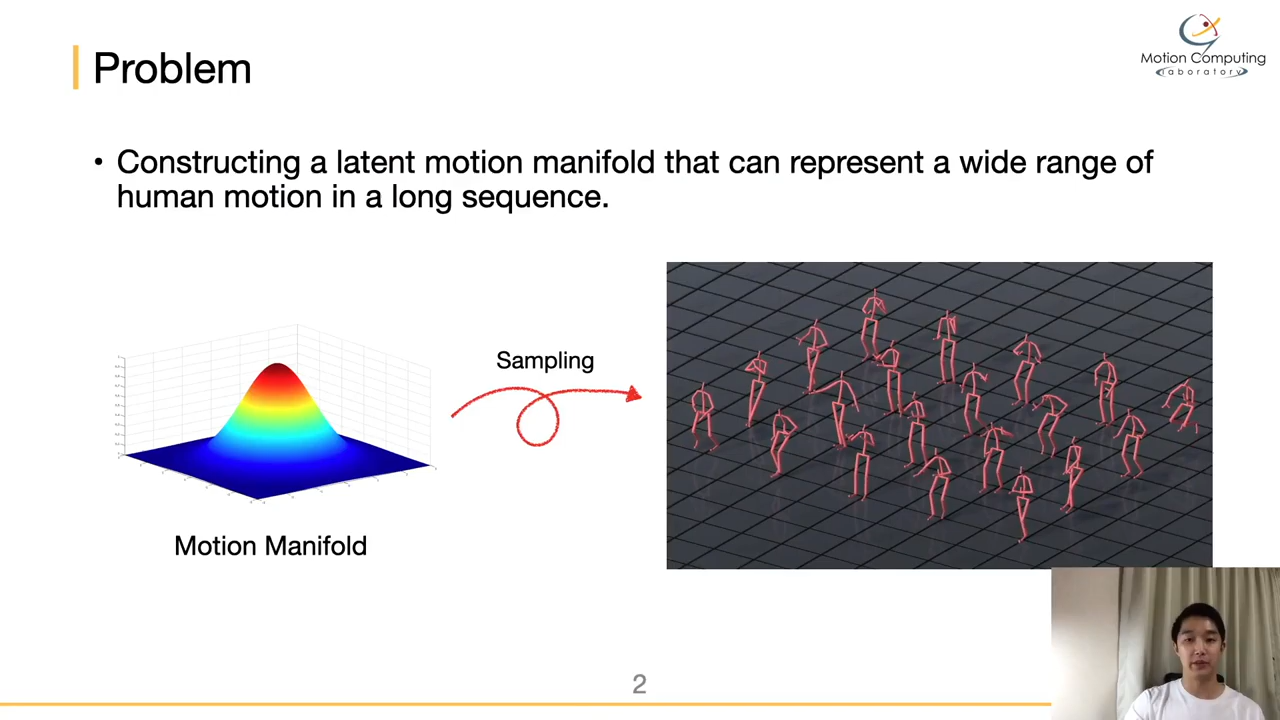 Problem
Motion Computing
laboratory
• Constructing a latent motion manifold that can represent a wide range of
human motion in a long sequence.
Sampling
Motion Manifold
2